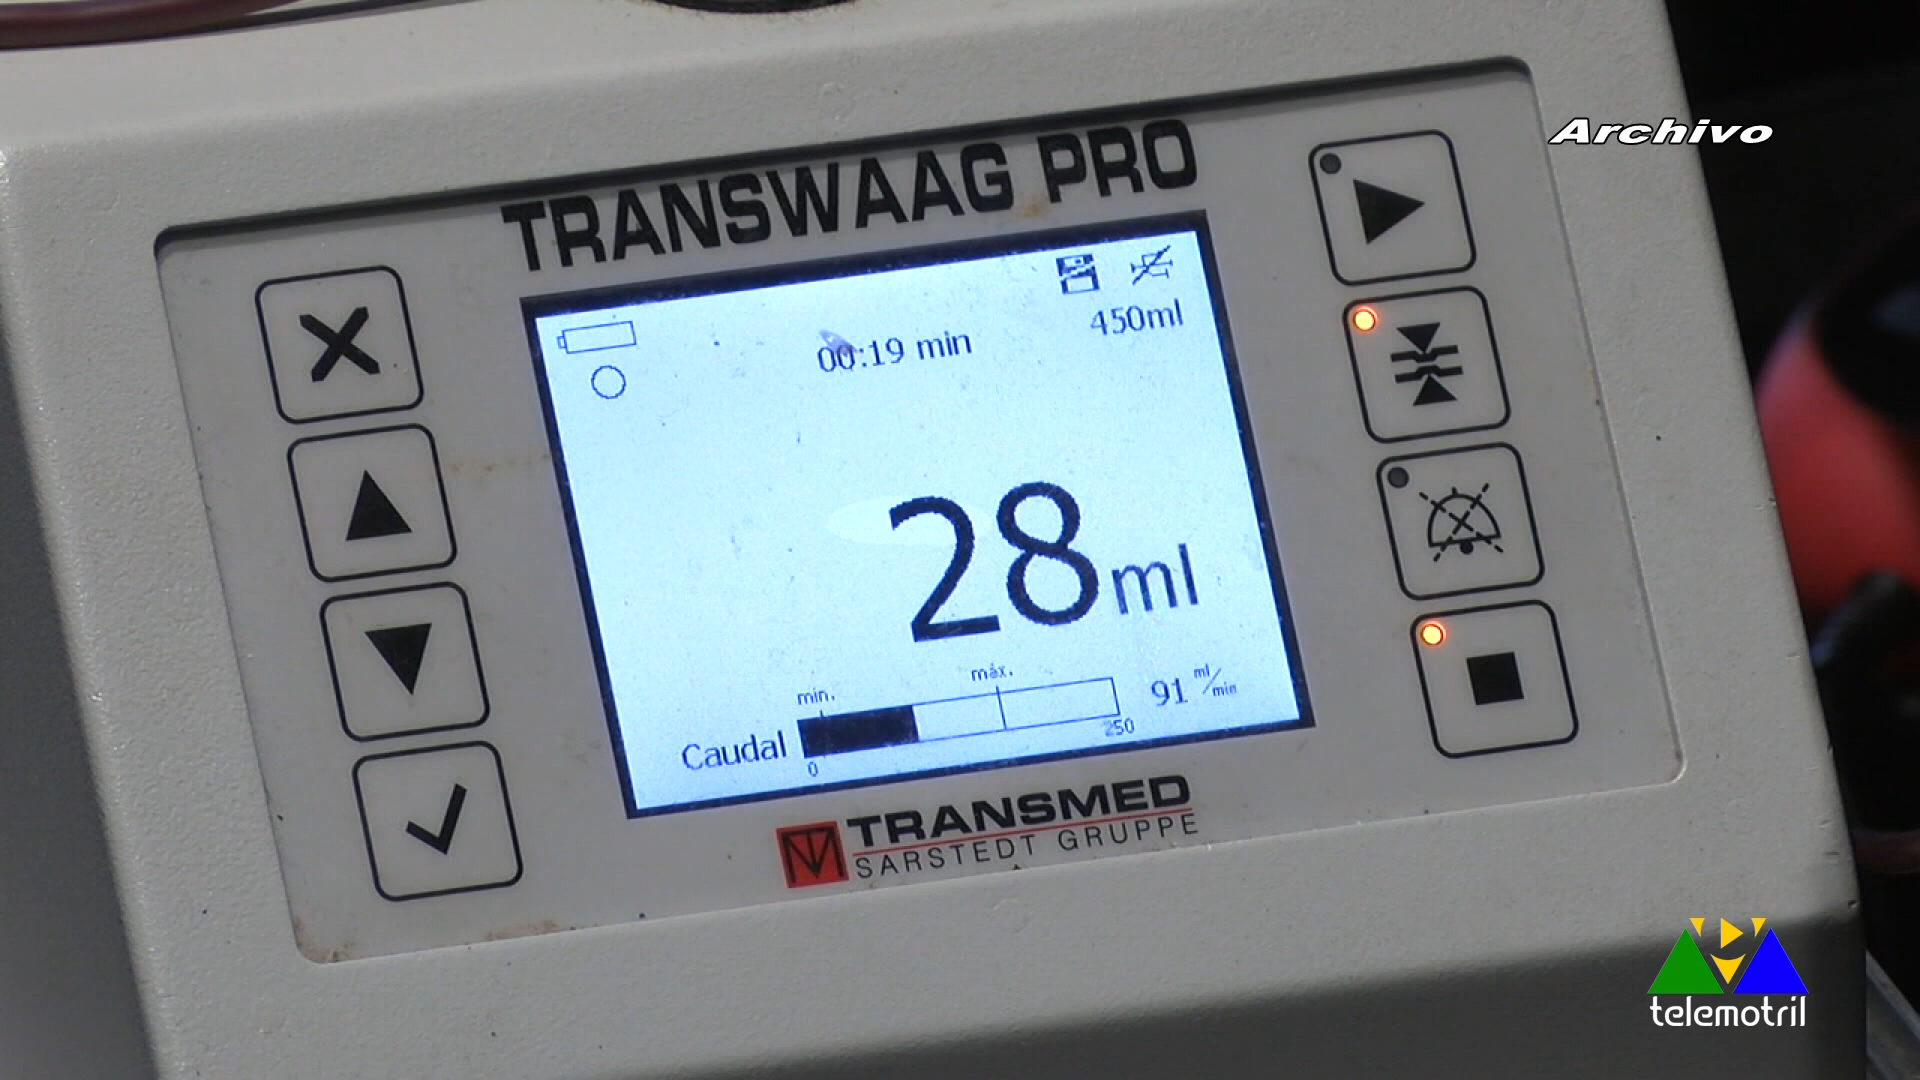 Archivo
TRANSWAAG PRO
00:19 min
450ml
28ml
min.
máx.
Caudal
91 ml/min
0
250
TRANSMED
SARSTEDT GRUPPE
telemotril